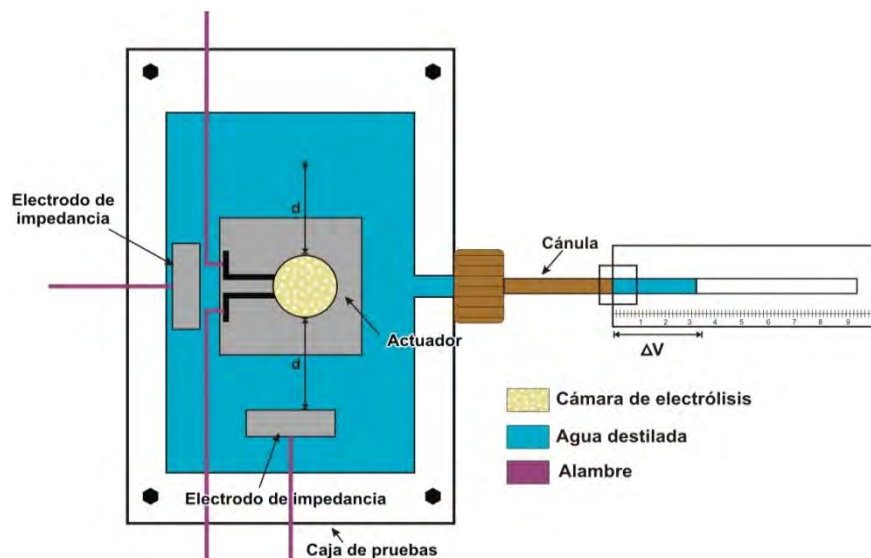 d
Electrodo de
impedancia
Cánula
1 2 3 4 5 6 7 8 9
Actuador
ΔV
d
Cámara de electrólisis
Agua destilada
Alambre
Electrodo de impedancia
Caja de pruebas